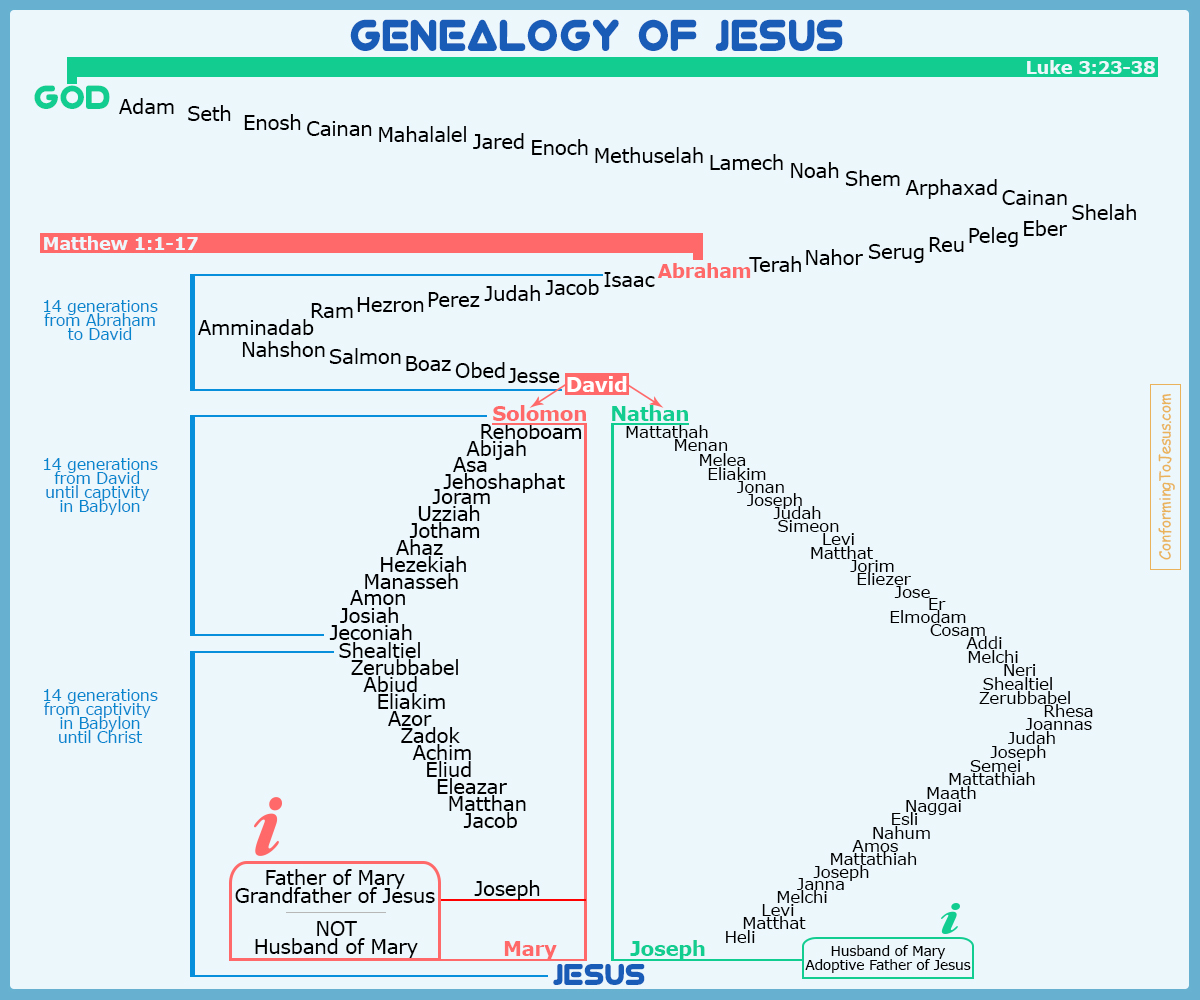 GENEALOGY OF JESUS
Luke 3:23-38
GOD
Adam
Seth
Enosh
Cainan
Mahalalel
Jared
Enoch
Methuselah
Lamech
Noah
Shem
Arphaxad
Cainan
Shelah
Eber
Peleg
Reu
Serug
Nahor
Terah
Matthew 1:1-17
Abraham
Isaac
Jacob
Judah
Perez
Hezron
Ram
Amminadab
Nahshon
Salmon
Boaz
Obed
Jesse
David
14 generations
from Abraham
to David
Solomon
Rehoboam
Abijah
Asa
Jehoshaphat
Joram
Uzziah
Jotham
Ahaz
Hezekiah
Manasseh
Amon
Josiah
Jeconiah
14 generations
from David
until captivity
in Babylon
Shealtiel
Zerubbabel
Abiud
Eliakim
Azor
Zadok
Achim
Eliud
Eleazar
Matthan
Jacob
Joseph
Mary
14 generations
from captivity
in Babylon
until Christ
i
Father of Mary
Grandfather of Jesus
NOT
Husband of Mary
Nathan
Mattathah
Menan
Melea
Eliakim
Jonan
Joseph
Judah
Simeon
Levi
Matthat
Jorim
Eliezer
Jose
Er
Elmodam
Cosam
Addi
Melchi
Neri
Shealtiel
Zerubbabel
Rhesa
Joannas
Judah
Joseph
Semei
Mattathiah
Maath
Naggai
Esli
Nahum
Amos
Mattathiah
Joseph
Janna
Melchi
Levi
Matthat
Heli
Joseph
i
Husband of Mary
Adoptive Father of Jesus
JESUS
ConformingToJesus.com